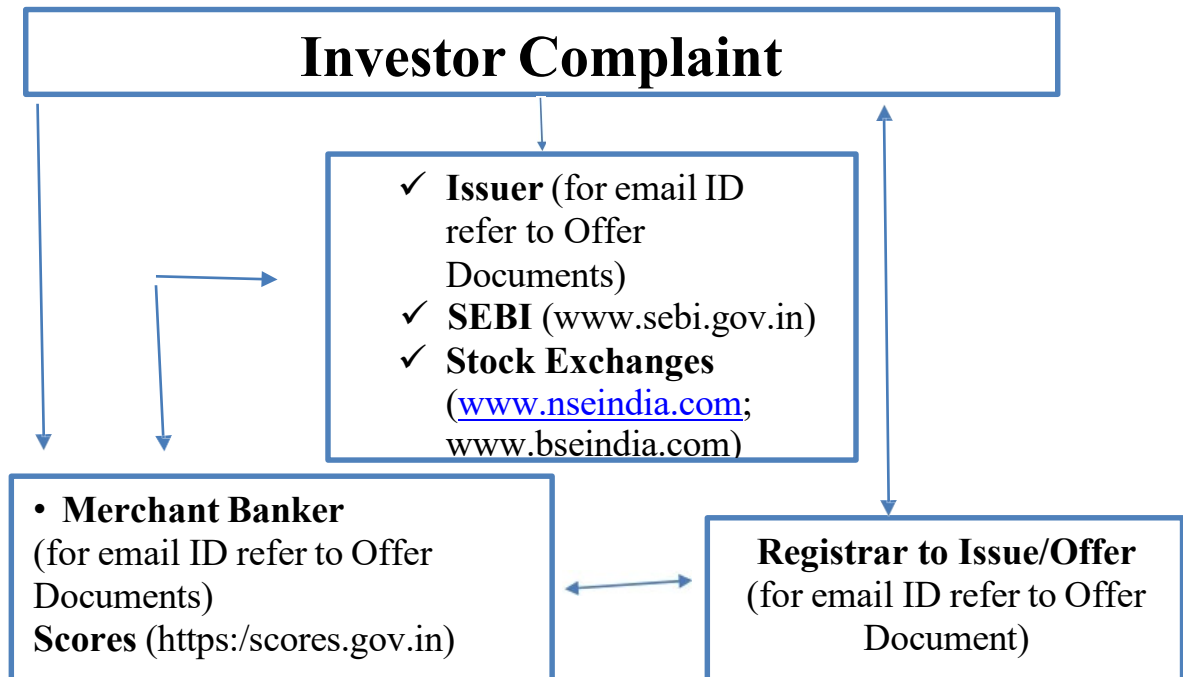 Investor Complaint
✓ Issuer (for email ID
refer to Offer
Documents)
✓ SEBI (www.sebi.gov.in)
✓ Stock Exchanges
(www.nseindia.com;
www.bseindia.com)
• Merchant Banker
(for email ID refer to Offer
Documents)
Scores (https:/scores.gov.in)
Registrar to Issue/Offer
(for email ID refer to Offer
Document)